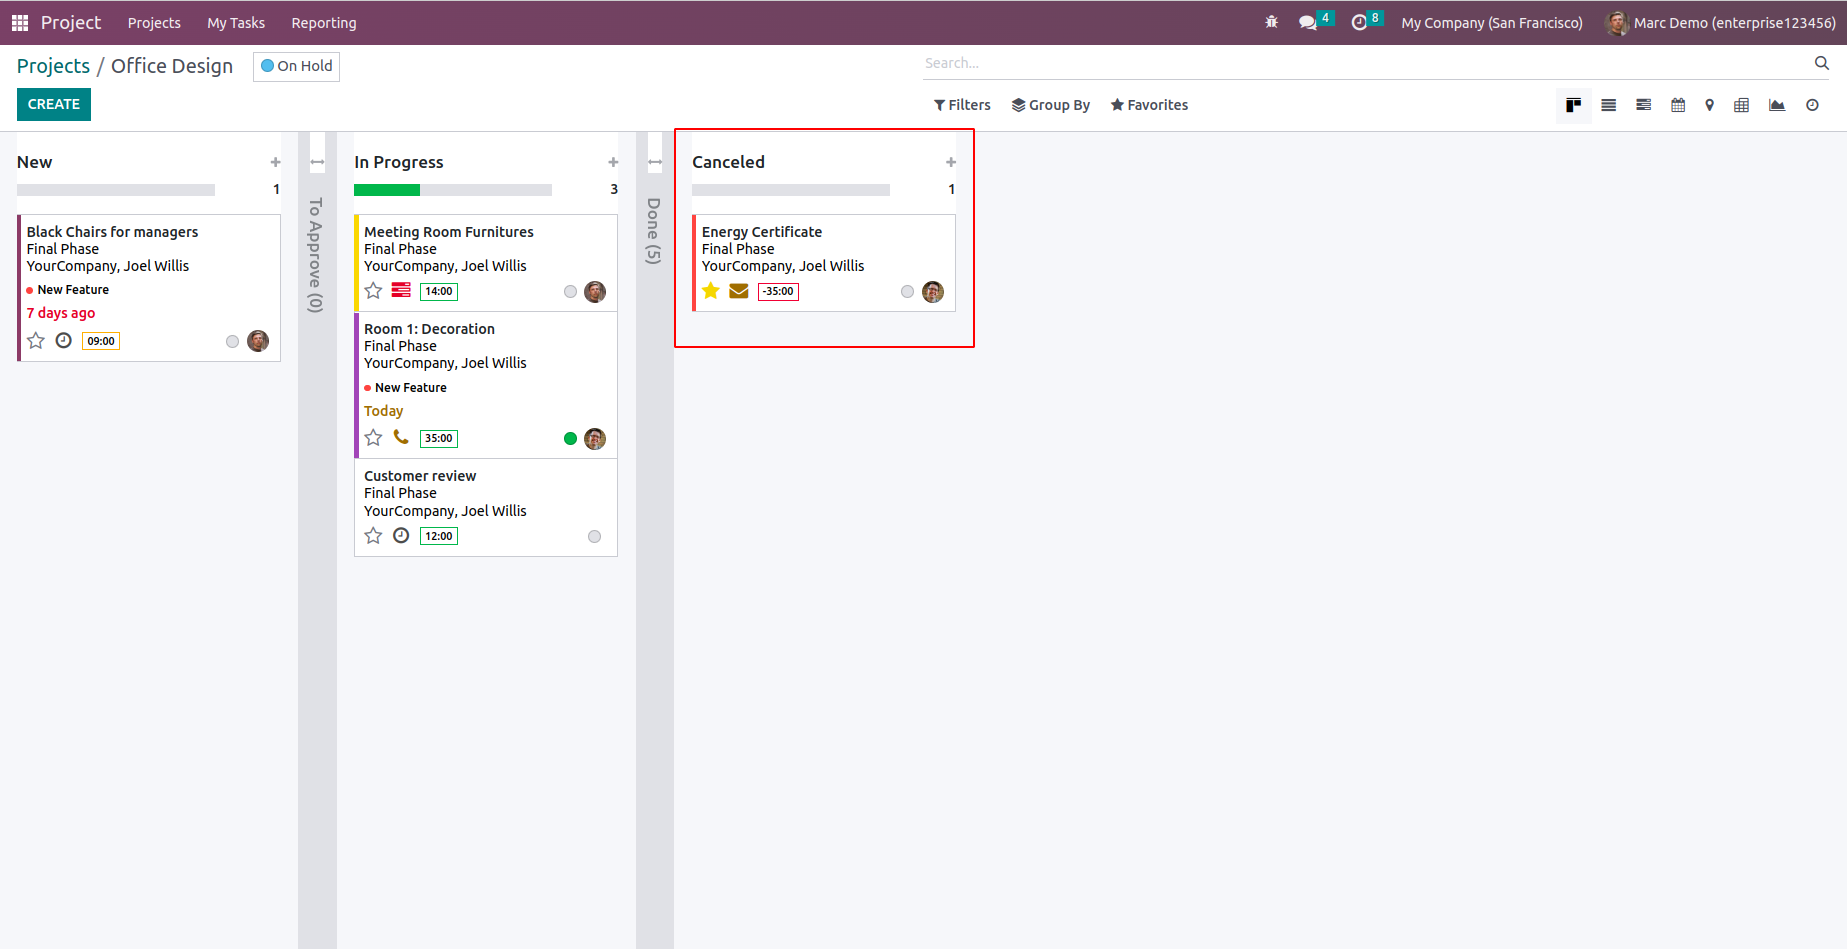 Project Projects My Tasks Reporting 4 8 My Company (San Francisco) Marc Demo (enterprise123456)
Projects / Office Design On Hold Search...
CREATE Filters Group By Favorites
New
1
Black Chairs for managers
Final Phase
YourCompany, Joel Willis
New Feature
7 days ago
09:00
To Approve (0)
In Progress
3
Meeting Room Furnitures
Final Phase
YourCompany, Joel Willis
14:00
Room 1: Decoration
Final Phase
YourCompany, Joel Willis
New Feature
Today
35:00
Customer review
Final Phase
YourCompany, Joel Willis
12:00
Done (5)
Canceled
1
Energy Certificate
Final Phase
YourCompany, Joel Willis
-35:00